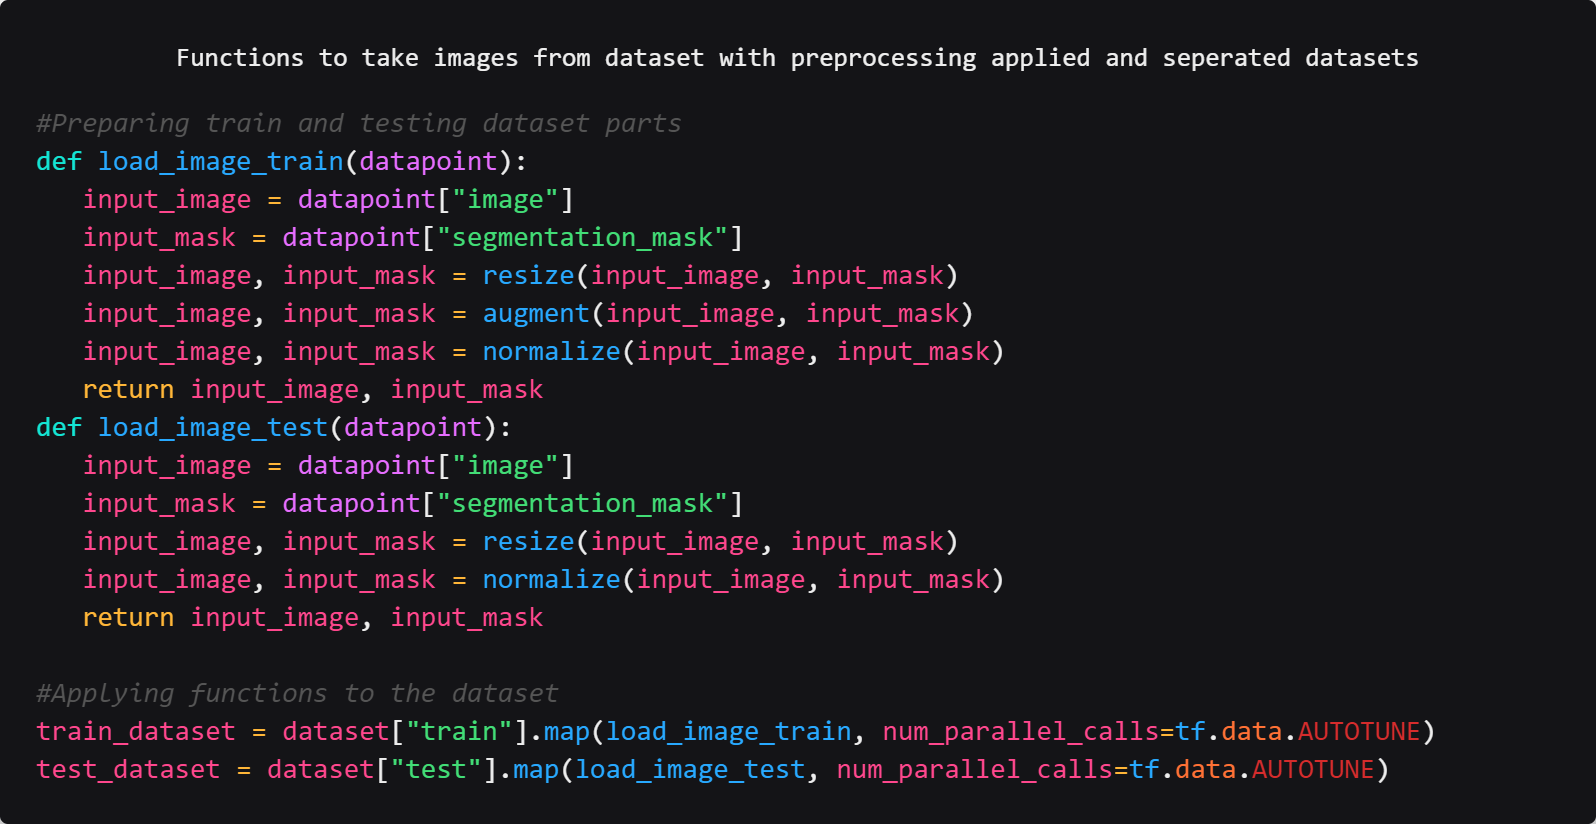 Functions to take images from dataset with preprocessing applied and seperated datasets
#Preparing train and testing dataset parts
def load_image_train(datapoint):
   input_image = datapoint["image"]
   input_mask = datapoint["segmentation_mask"]
   input_image, input_mask = resize(input_image, input_mask)
   input_image, input_mask = augment(input_image, input_mask)
   input_image, input_mask = normalize(input_image, input_mask)
   return input_image, input_mask
def load_image_test(datapoint):
   input_image = datapoint["image"]
   input_mask = datapoint["segmentation_mask"]
   input_image, input_mask = resize(input_image, input_mask)
   input_image, input_mask = normalize(input_image, input_mask)
   return input_image, input_mask
#Applying functions to the dataset
train_dataset = dataset["train"].map(load_image_train, num_parallel_calls=tf.data.AUTOTUNE)
test_dataset = dataset["test"].map(load_image_test, num_parallel_calls=tf.data.AUTOTUNE)